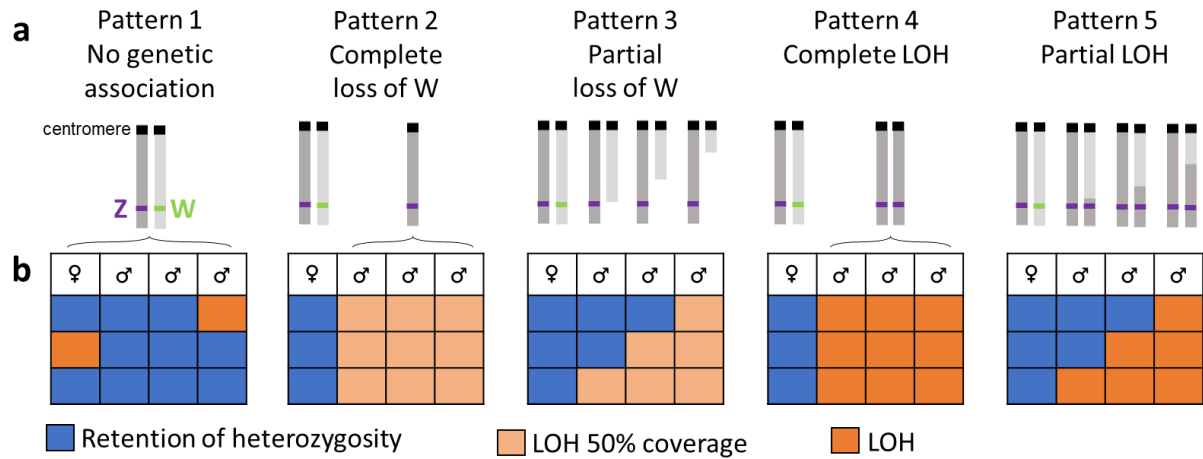 a
Pattern 1
No genetic
association
Pattern 2
Complete
loss of W
Pattern 3
Partial
loss of W
Pattern 4
Complete LOH
Pattern 5
Partial LOH
centromere
Z W
b
♀ ♂ ♂ ♂
♀ ♂ ♂ ♂
♀ ♂ ♂ ♂
♀ ♂ ♂ ♂
♀ ♂ ♂ ♂
Retention of heterozygosity
LOH 50% coverage
LOH